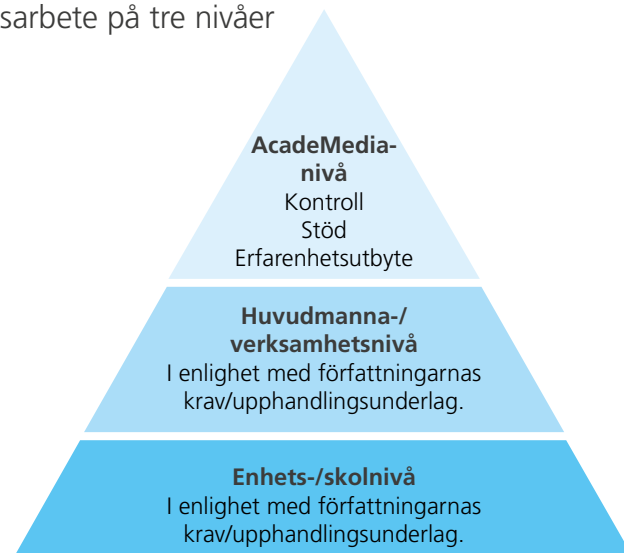 sarbete på tre nivåer
AcadeMedia-
nivå
Kontroll
Stöd
Erfarenhetsutbyte
Huvudmanna-/
verksamhetsnivå
I enlighet med författningarnas
krav/upphandlingsunderlag.
Enhets-/skolnivå
I enlighet med författningarnas
krav/upphandlingsunderlag.